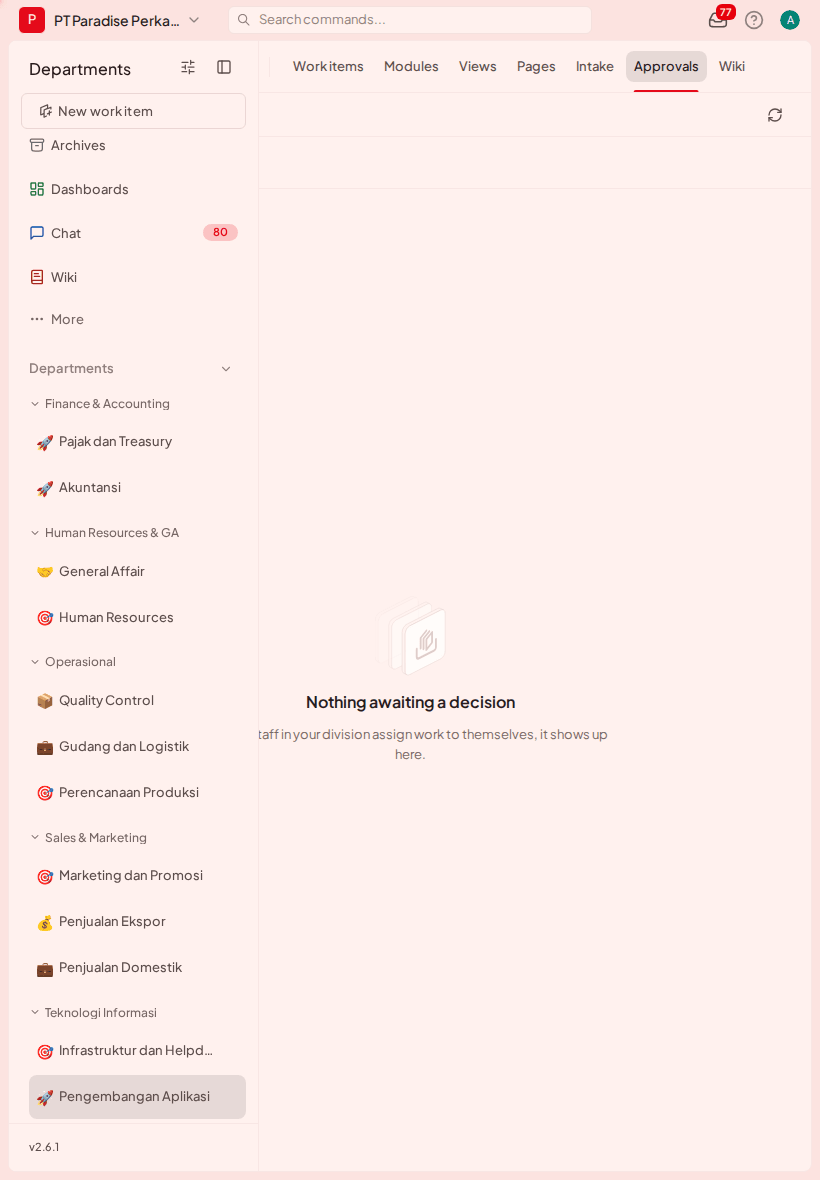 P
PT Paradise Perka...
Search commands...
77
A
Departments
Work items
Modules
Views
Pages
Intake
Approvals
Wiki
New work item
Archives
Dashboards
Chat
80
Wiki
More
Departments
Finance & Accounting
Pajak dan Treasury
Akuntansi
Human Resources & GA
General Affair
Human Resources
Operasional
Quality Control
Gudang dan Logistik
Perencanaan Produksi
Sales & Marketing
Marketing dan Promosi
Penjualan Ekspor
Penjualan Domestik
Teknologi Informasi
Infrastruktur dan Helpd...
Pengembangan Aplikasi
v2.6.1
Nothing awaiting a decision
taff in your division assign work to themselves, it shows up
here.